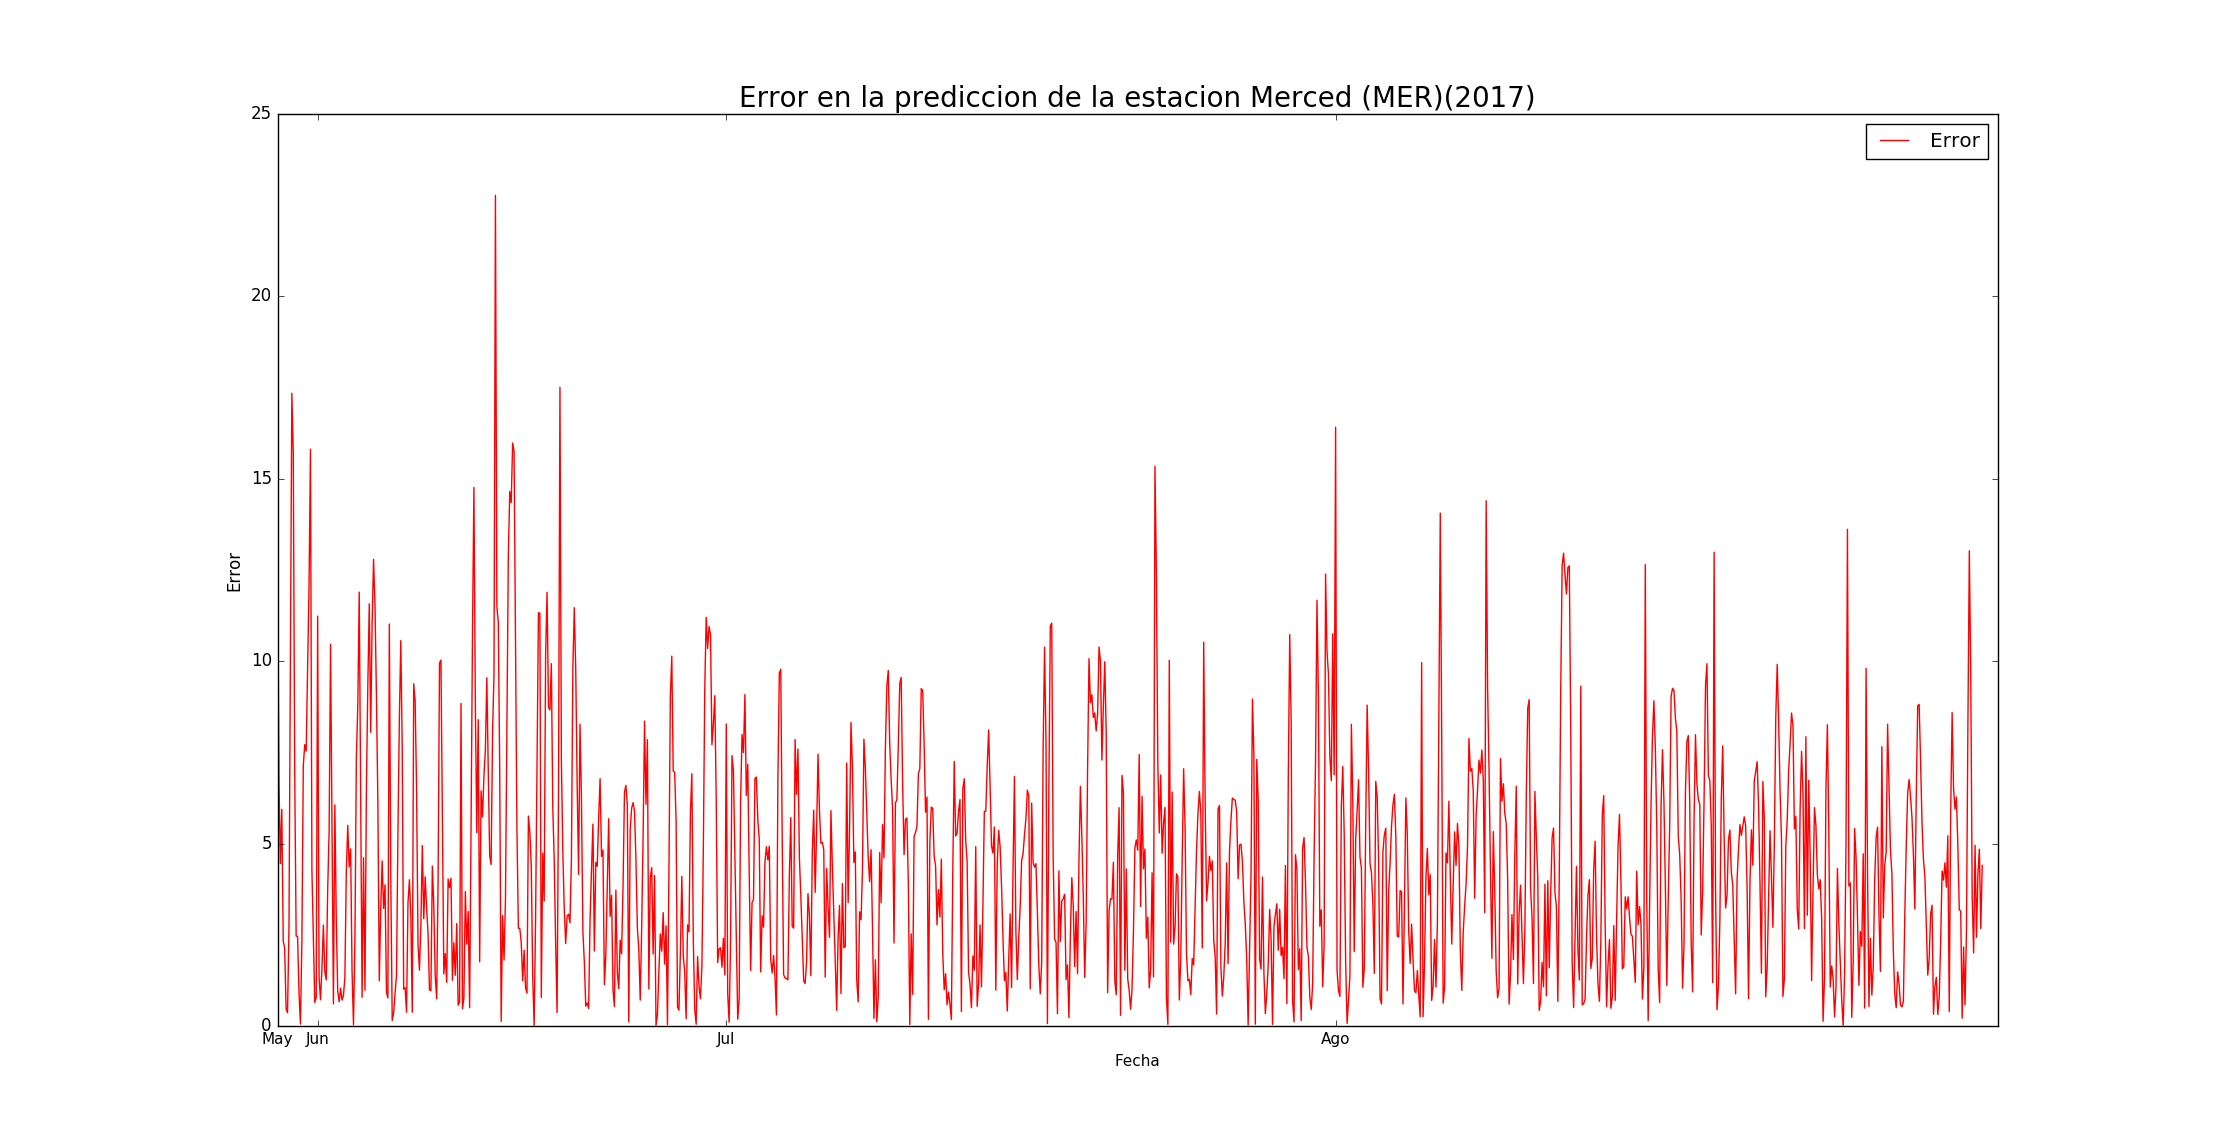 Error en la prediccion de la estacion Merced (MER)(2017)
Error
25
20
15
10
5
0
Error
May Jun Jul Ago
Fecha